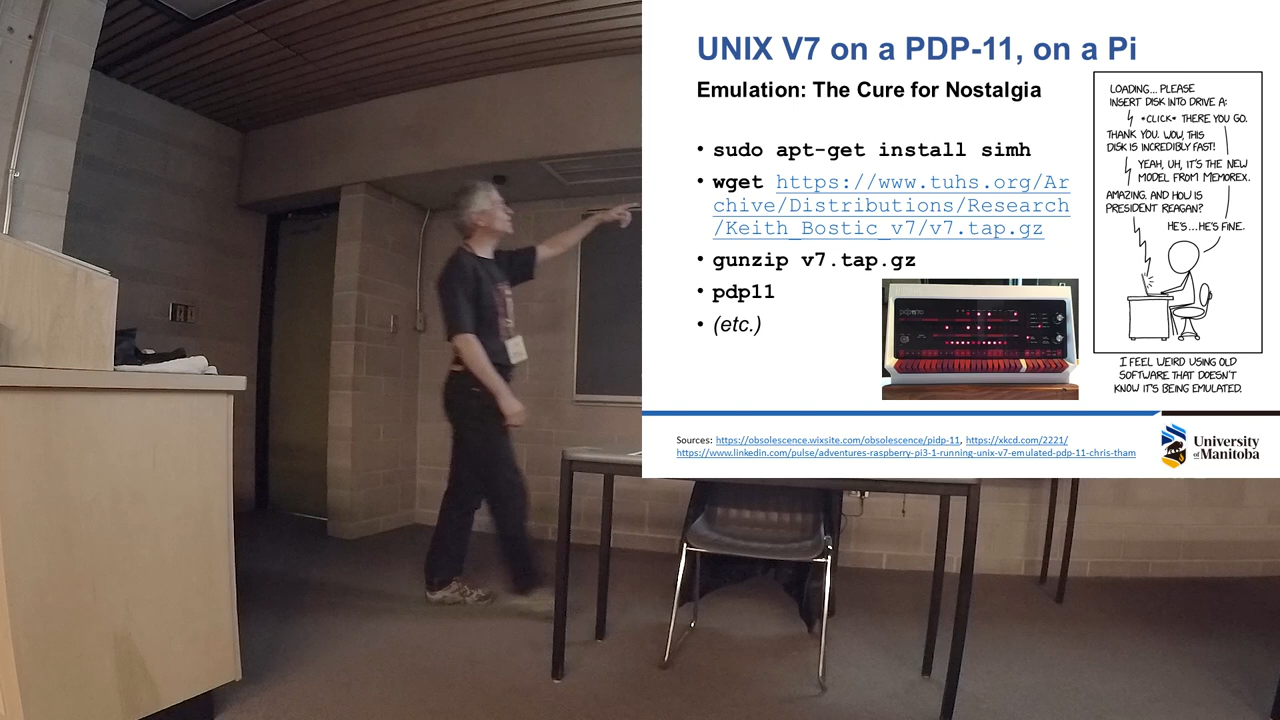 UNIX V7 on a PDP-11, on a Pi
Emulation: The Cure for Nostalgia
• sudo apt-get install simh
• wget https://www.tuhs.org/Ar
chive/Distributions/Research
/Keith_Bostic_v7/v7.tap.gz
• gunzip v7.tap.gz
• pdp11
• (etc.)
LOADING... PLEASE
INSERT DISK INTO DRIVE A:
*CLICK* THERE YOU GO.
THANK YOU. WOW, THIS
DISK IS INCREDIBLY FAST!
YEAH, UH, IT'S THE NEW
MODEL FROM MEMOREX.
AMAZING. AND HOW IS
PRESIDENT REAGAN?
HE'S...HE'S FINE.
I FEEL WEIRD USING OLD
SOFTWARE THAT DOESN'T
KNOW IT'S BEING EMULATED.
Sources: https://obsolescence.wixsite.com/obsolescence/pidp-11, https://xkcd.com/2221/
https://www.linkedin.com/pulse/adventures-raspberry-pi3-1-running-unix-v7-emulated-pdp-11-chris-tham
University
of Manitoba